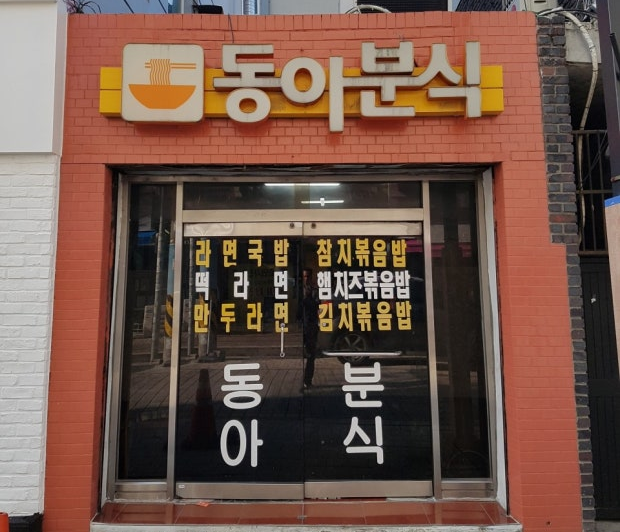 동아분식
라면국밥 참치볶음밥
떡라면 햄치즈볶음밥
만두라면 김치볶음밥
동아 분식